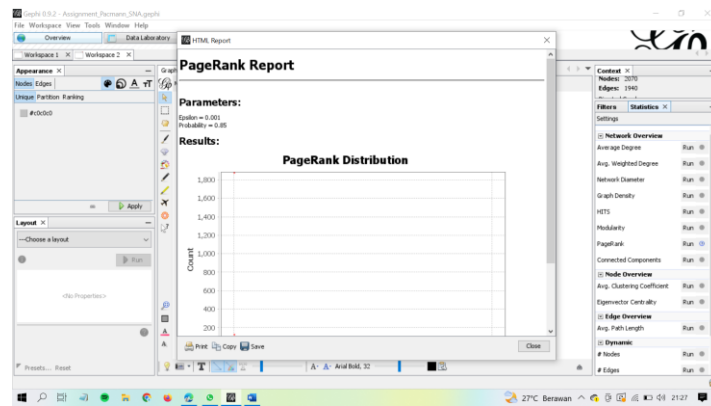 Gephi 0.9.2 - Assignment_Pacmann_SNA.gephi
File Workspace View Tools Window Help
Overview
Data Laboratory
Workspace 1
Workspace 2
Appearance
Nodes Edges
Unique Partition Ranking
#c0c0c0
Apply
Layout
---Choose a layout
Run
<No Properties>
Presets... Reset
Graph
HTML Report
PageRank Report
Parameters:
Epsilon = 0.001
Probability = 0.85
Results:
PageRank Distribution
Count
1,800
1,600
1,400
1,200
1,000
800
600
400
200
Print Copy Save
Close
Arial Bold, 32
Context
Nodes: 2070
Edges: 1940
Filters Statistics
Settings
Network Overview
Average Degree Run
Avg. Weighted Degree Run
Network Diameter Run
Graph Density Run
HITS Run
Modularity Run
PageRank Run
Connected Components Run
Node Overview
Avg. Clustering Coefficient Run
Eigenvector Centrality Run
Edge Overview
Avg. Path Length Run
Dynamic
# Nodes Run
# Edges Run
27°C Berawan
21:27